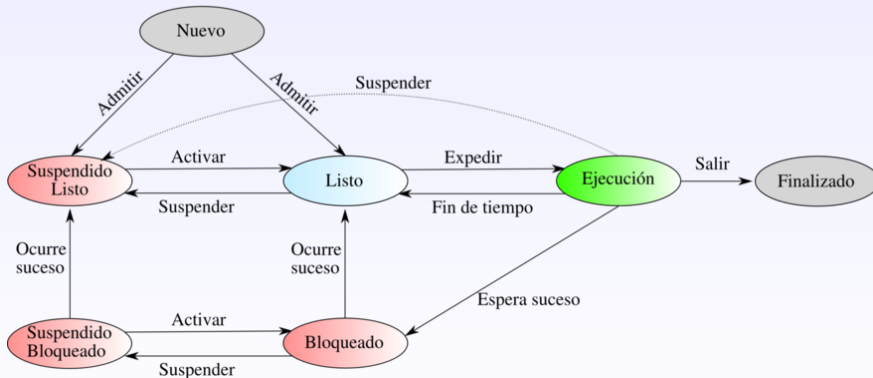 Nuevo
Admitir
Admitir
Suspender
Suspendido
Listo
Activar
Suspender
Listo
Expedir
Fin de tiempo
Ejecución
Salir
Finalizado
Ocurre
suceso
Ocurre
suceso
Espera suceso
Suspendido
Bloqueado
Activar
Suspender
Bloqueado